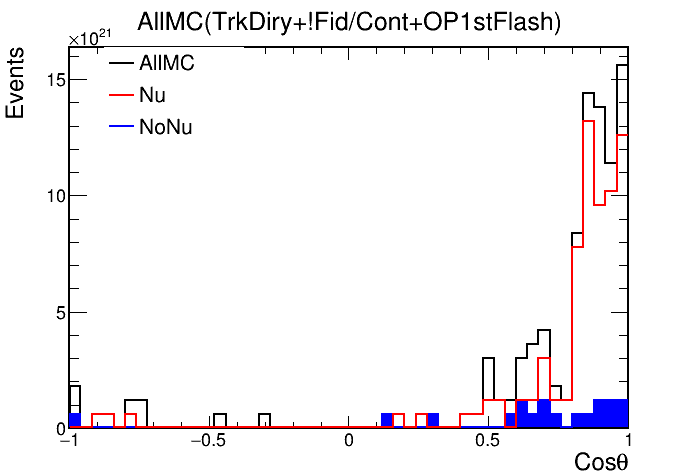 AllMC(TrkDiry+!Fid/Cont+OP1stFlash)
×10²¹
Events
AllMC
Nu
NoNu
15
10
5
0
−1 −0.5 0 0.5 1
Cosθ